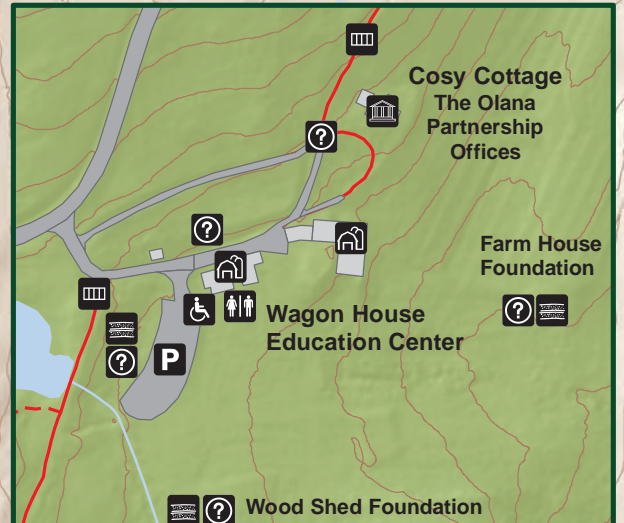 Cosy Cottage
The Olana
Partnership
Offices
?
?
Farm House
Foundation
?
Wagon House
Education Center
?
P
?
Wood Shed Foundation